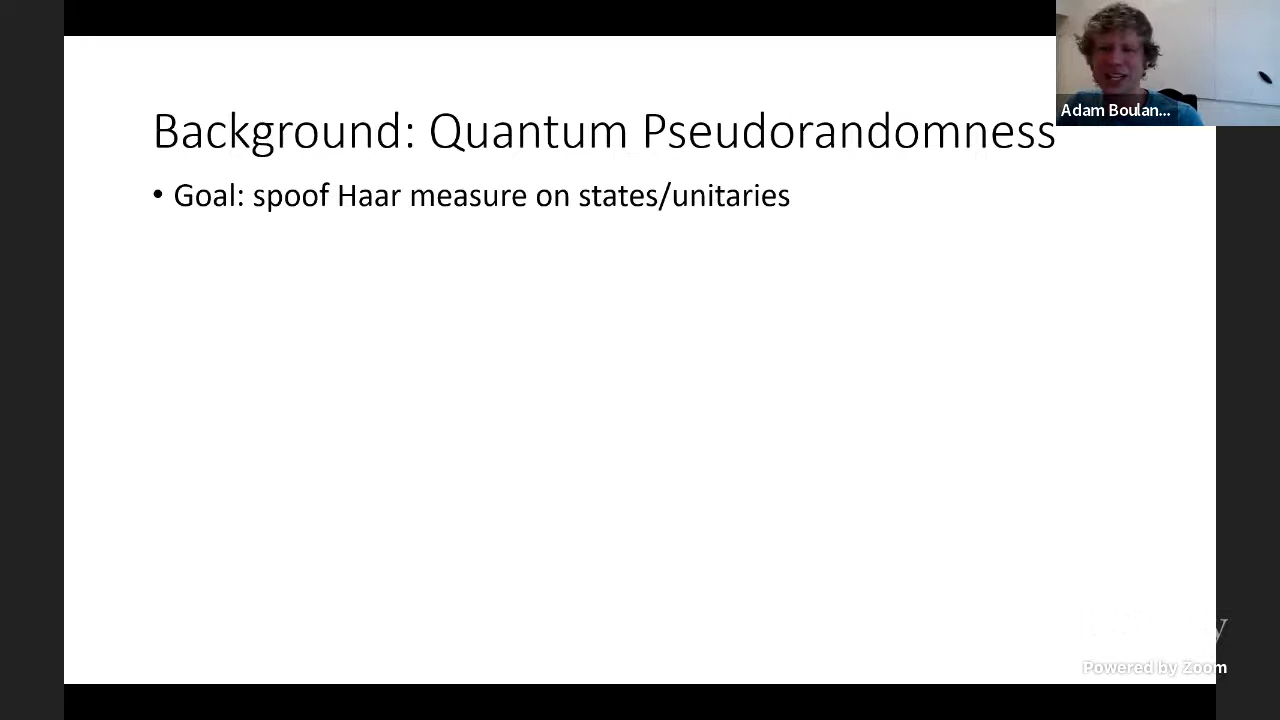 Adam Boulan...
Background: Quantum Pseudorandomness
• Goal: spoof Haar measure on states/unitaries
Powered by Zoom